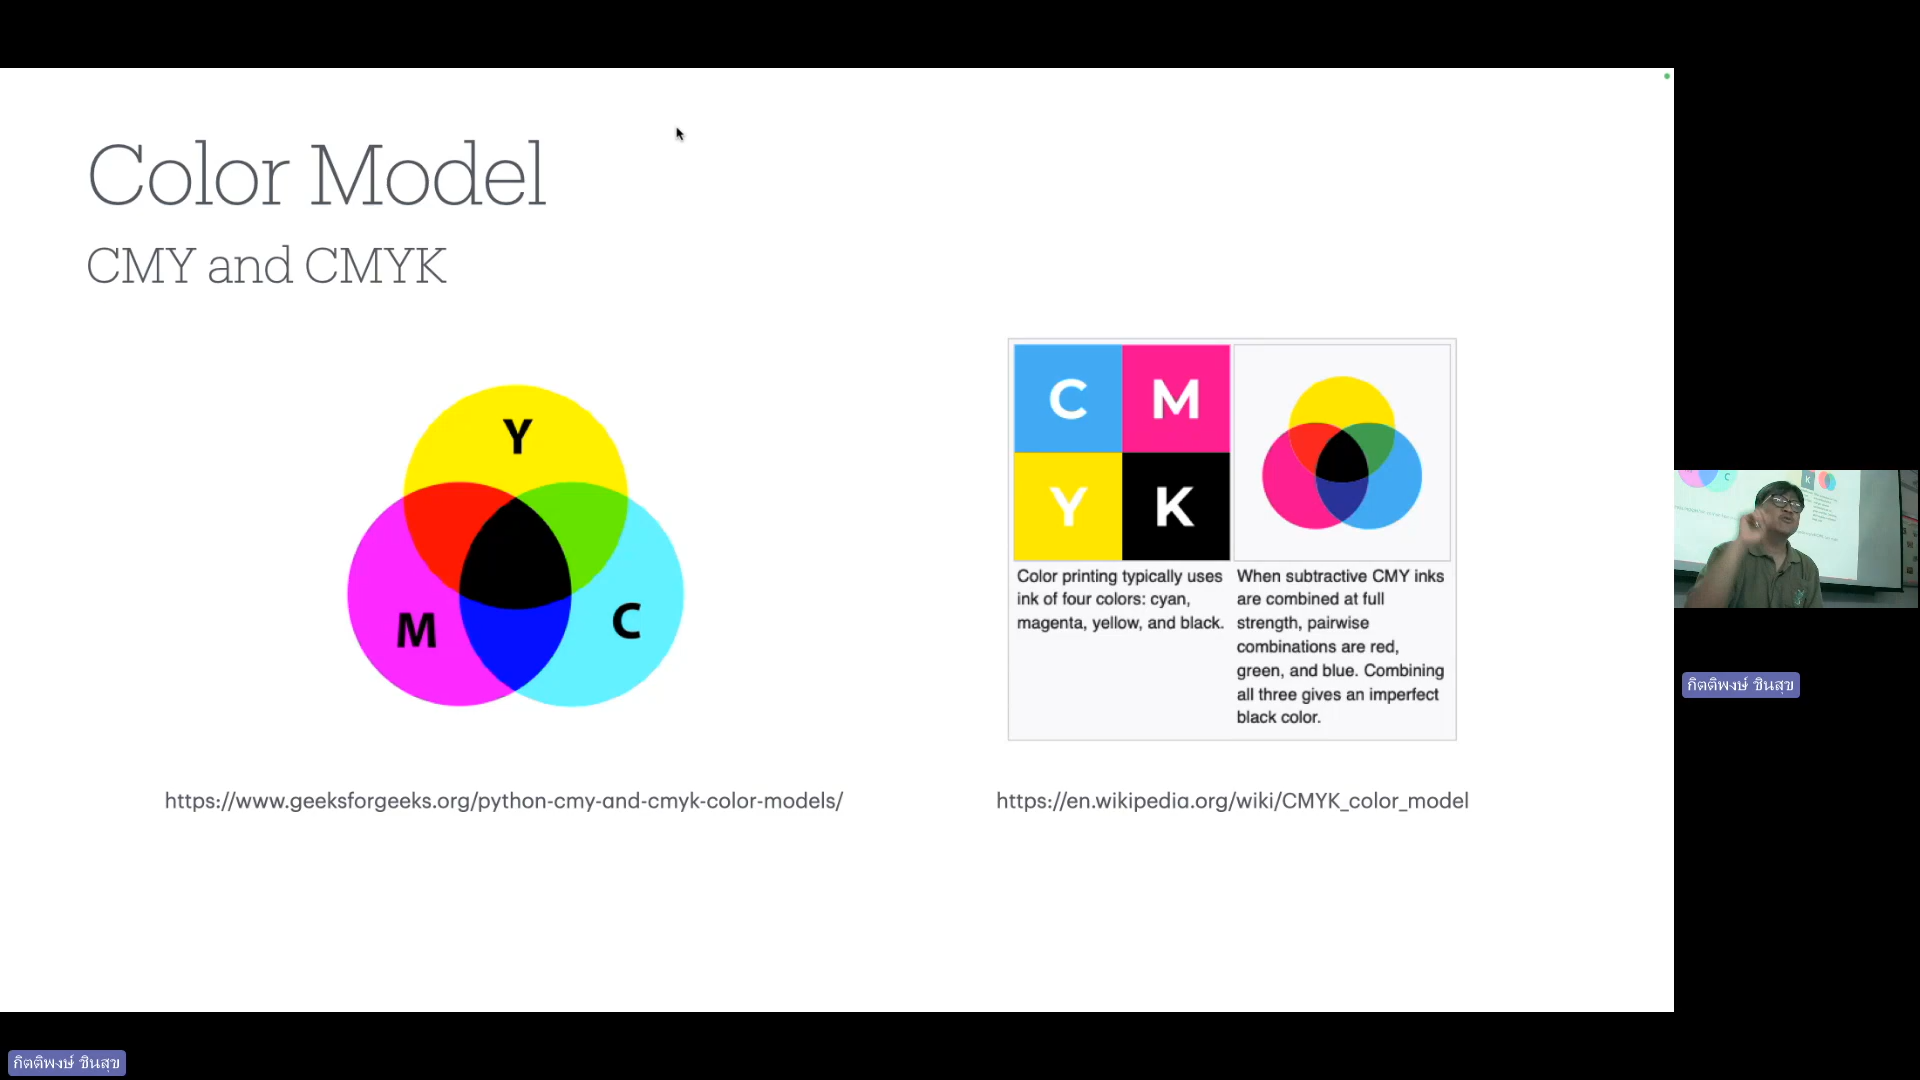 Color Model
CMY and CMYK
Y
M
C
https://www.geeksforgeeks.org/python-cmy-and-cmyk-color-models/
C M
Y K
Color printing typically uses
ink of four colors: cyan,
magenta, yellow, and black.
When subtractive CMY inks
are combined at full
strength, pairwise
combinations are red,
green, and blue. Combining
all three gives an imperfect
black color.
https://en.wikipedia.org/wiki/CMYK_color_model
กิตติพงษ์ ชินสุข
กิตติพงษ์ ชินสุข